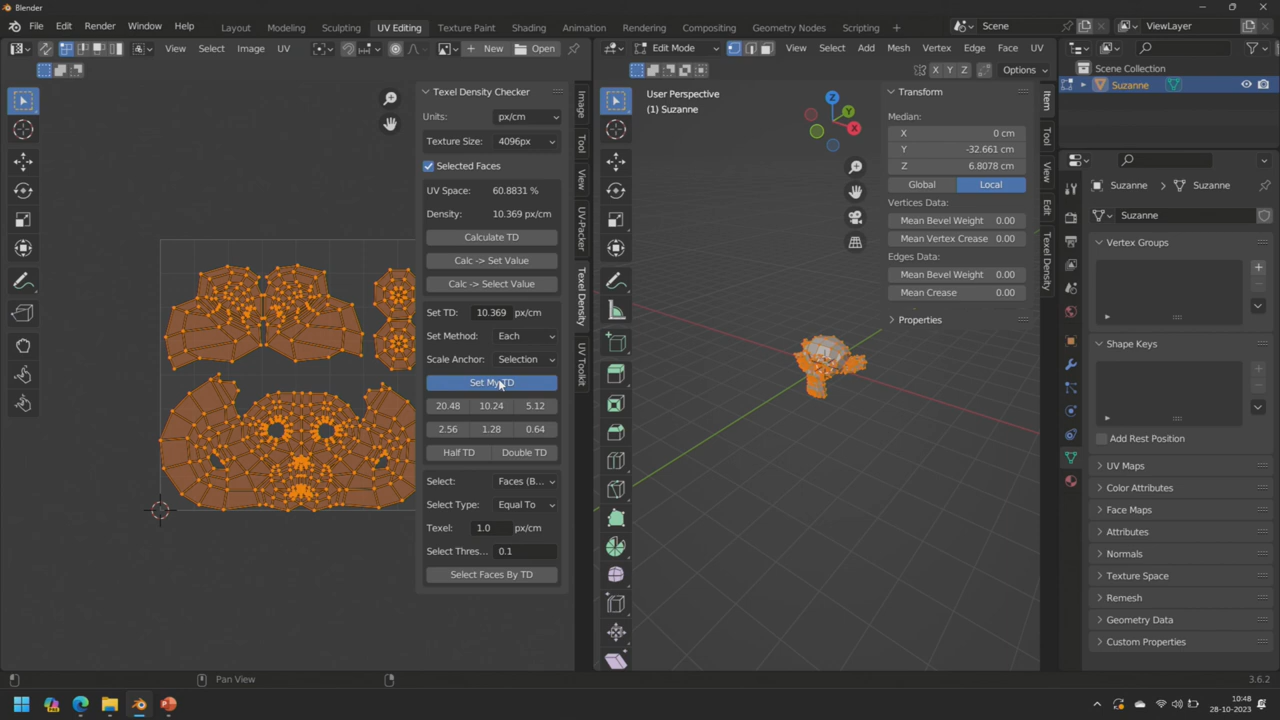 Blender
File Edit Render Window Help
Layout Modeling Sculpting UV Editing Texture Paint Shading Animation Rendering Compositing Geometry Nodes Scripting
Scene
ViewLayer
View Select Image UV
New
Open
Edit Mode
View Select Add Mesh Vertex Edge Face UV
X Y Z
Options
Texel Density Checker
Units: px/cm
Texture Size: 4096px
Selected Faces
UV Space: 60.8831 %
Density: 10.369 px/cm
Calculate TD
Calc -> Set Value
Calc -> Select Value
Set TD: 10.369 px/cm
Set Method: Each
Scale Anchor: Selection
Set My TD
20.48 10.24 5.12
2.56 1.28 0.64
Half TD Double TD
Select: Faces (B...
Select Type: Equal To
Texel: 1.0 px/cm
Select Thres... 0.1
Select Faces By TD
Image
Tool
View
UV-Packer
Texel Density
UV Toolkit
User Perspective
(1) Suzanne
Z
Y
X
Transform
Median:
X 0 cm
Y -32.661 cm
Z 6.8078 cm
Global Local
Vertices Data:
Mean Bevel Weight 0.00
Mean Vertex Crease 0.00
Edges Data:
Mean Bevel Weight 0.00
Mean Crease 0.00
Properties
Item
Tool
View
Edit
Texel Density
Scene Collection
Suzanne
Suzanne
Suzanne
Suzanne
Vertex Groups
Shape Keys
Add Rest Position
UV Maps
Color Attributes
Face Maps
Attributes
Normals
Texture Space
Remesh
Geometry Data
Custom Properties
Pan View
3.6.2
10:48
28-10-2023